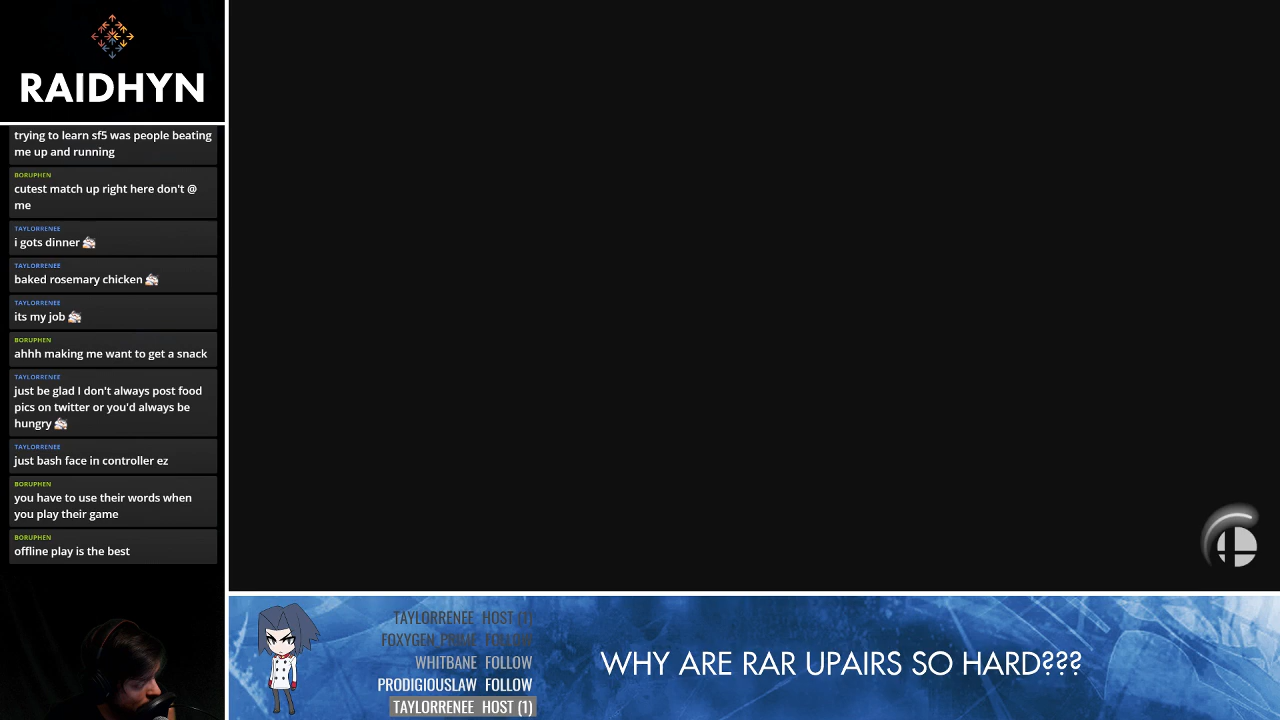 RAIDHYN
trying to learn sf5 was people beating
me up and running
BORUPHEN
cutest match up right here don't @
me
TAYLORRENEE
i gots dinner
TAYLORRENEE
baked rosemary chicken
TAYLORRENEE
its my job
BORUPHEN
ahhh making me want to get a snack
TAYLORRENEE
just be glad I don't always post food
pics on twitter or you'd always be
hungry
TAYLORRENEE
just bash face in controller ez
BORUPHEN
you have to use their words when
you play their game
BORUPHEN
offline play is the best
TAYLORRENEE HOST (1)
FOXYGEN_PRIME FOLLOW
WHITBANE FOLLOW
PRODIGIOUSLAW FOLLOW
TAYLORRENEE HOST (1)
WHY ARE RAR UPAIRS SO HARD???